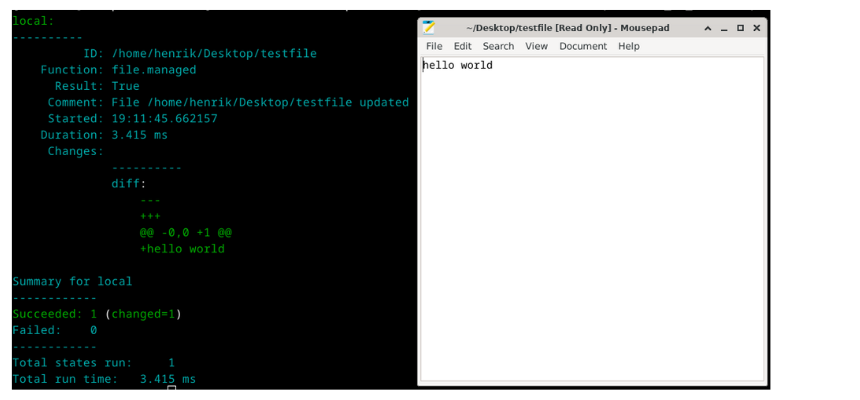 local:
----------
ID: /home/henrik/Desktop/testfile
Function: file.managed
Result: True
Comment: File /home/henrik/Desktop/testfile updated
Started: 19:11:45.662157
Duration: 3.415 ms
Changes:
----------
diff:
---
+++
@@ -0,0 +1 @@
+hello world
Summary for local
------------
Succeeded: 1 (changed=1)
Failed: 0
------------
Total states run: 1
Total run time: 3.415 ms
~/Desktop/testfile [Read Only] - Mousepad
File Edit Search View Document Help
hello world